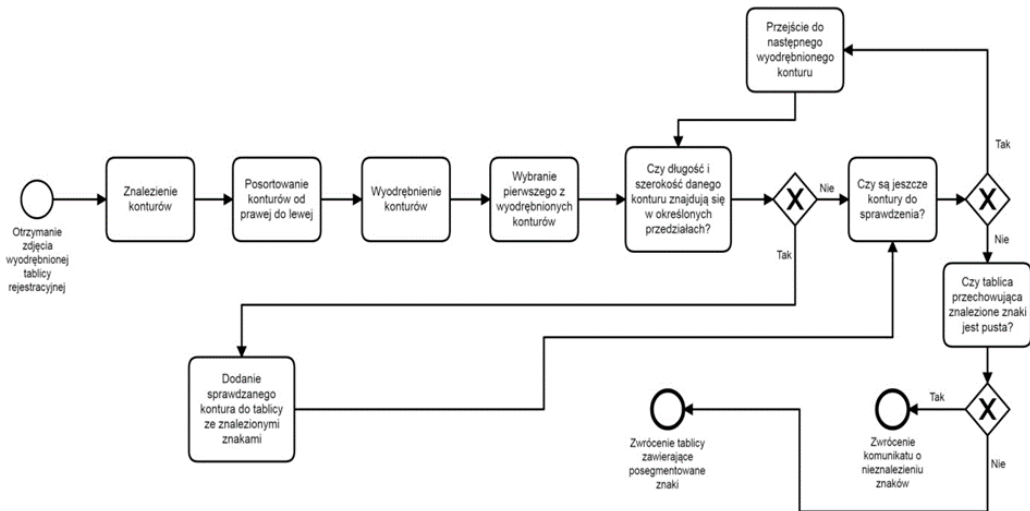 Przejście do
następnego
wyodrębnionego
konturu
Tak
Znalezienie
konturów
Posortowanie
konturów od
prawej do lewej
Wyodrębnienie
konturów
Wybranie
pierwszego z
wyodrębnionych
konturów
Czy długość i
szerokość danego
konturu znajdują się
w określonych
przedziałach?
X
Nie
Czy są jeszcze
kontury do
sprawdzenia?
X
Otrzymanie
zdjęcia
wyodrębnionej
tablicy
rejestracyjnej
Tak
Nie
Czy tablica
przechowująca
znalezione znaki
jest pusta?
Dodanie
sprawdzanego
kontura do tablicy
ze znalezionymi
znakami
Tak
X
Zwrócenie tablicy
zawierające
posegmentowane
znaki
Zwrócenie
komunikatu o
nieznalezieniu
znaków
Nie